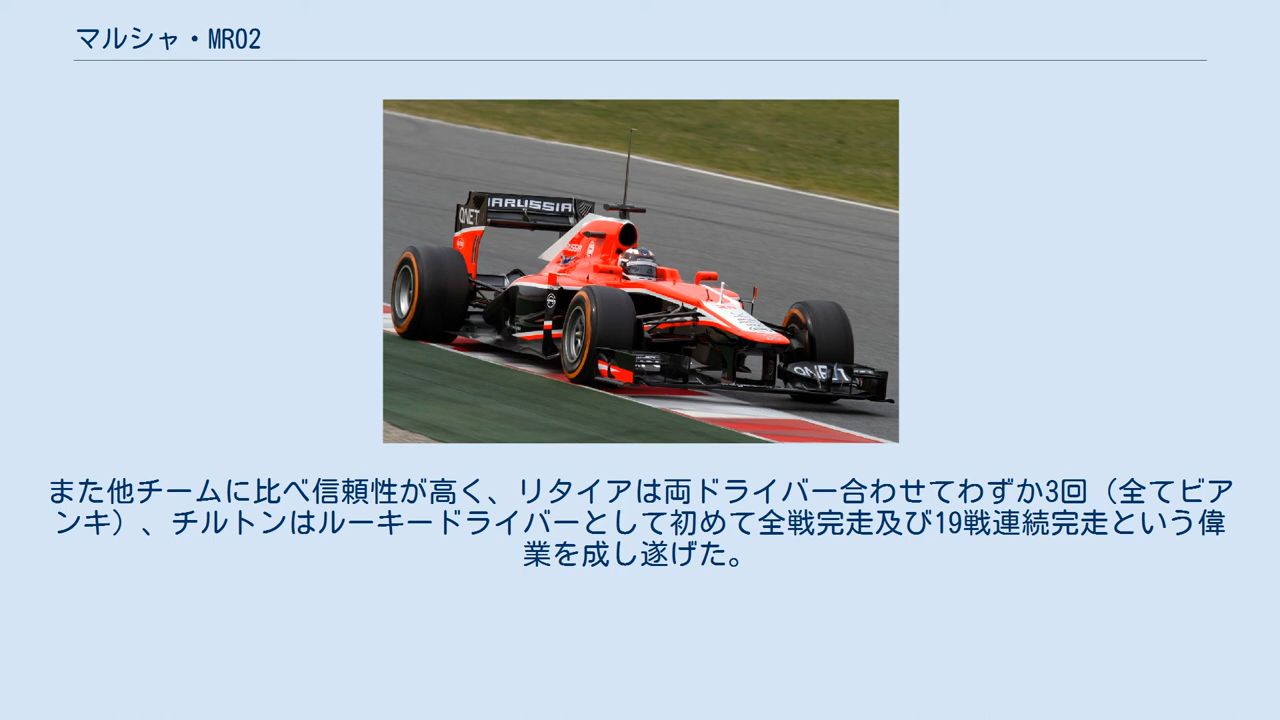 マルシャ・MR02
IARUSSIA
QNET
QNET
また他チームに比べ信頼性が高く、リタイアは両ドライバー合わせてわずか3回（全てビア
ンキ）、チルトンはルーキードライバーとして初めて全戦完走及び19戦連続完走という偉
業を成し遂げた。